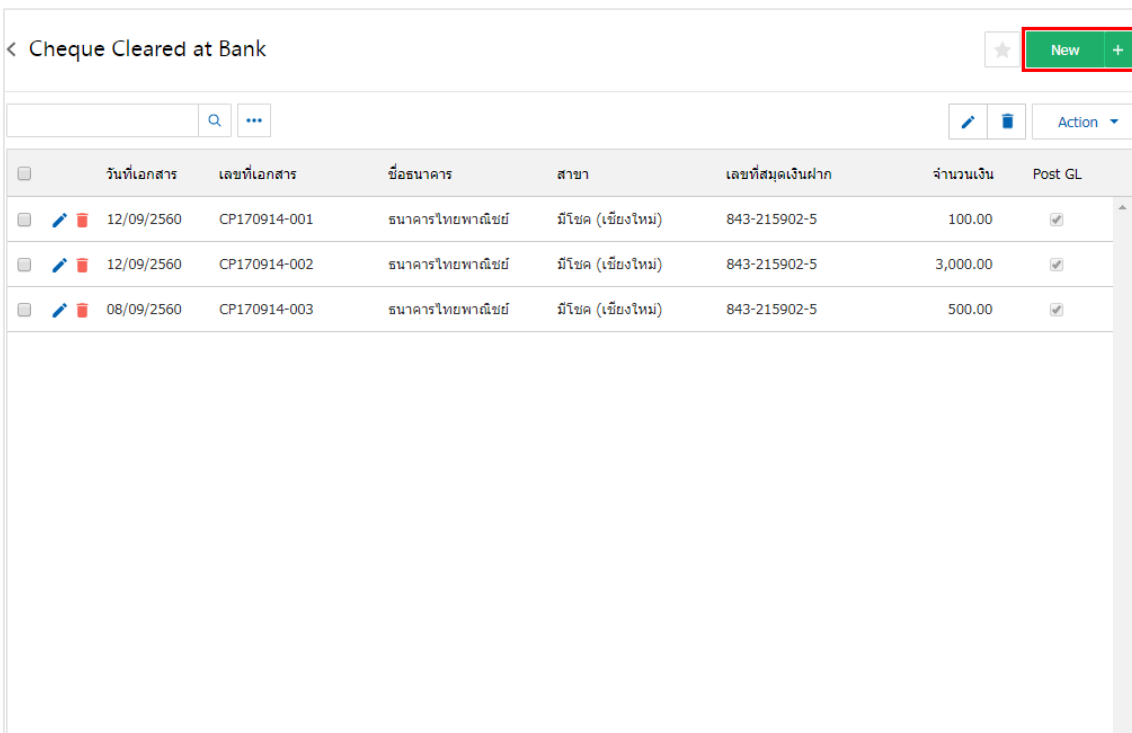 Cheque Cleared at Bank
New +
Action
วันที่เอกสาร เลขที่เอกสาร ชื่อธนาคาร สาขา เลขที่สมุดเงินฝาก จำนวนเงิน Post GL
12/09/2560 CP170914-001 ธนาคารไทยพาณิชย์ มีโชค (เชียงใหม่) 843-215902-5 100.00
12/09/2560 CP170914-002 ธนาคารไทยพาณิชย์ มีโชค (เชียงใหม่) 843-215902-5 3,000.00
08/09/2560 CP170914-003 ธนาคารไทยพาณิชย์ มีโชค (เชียงใหม่) 843-215902-5 500.00